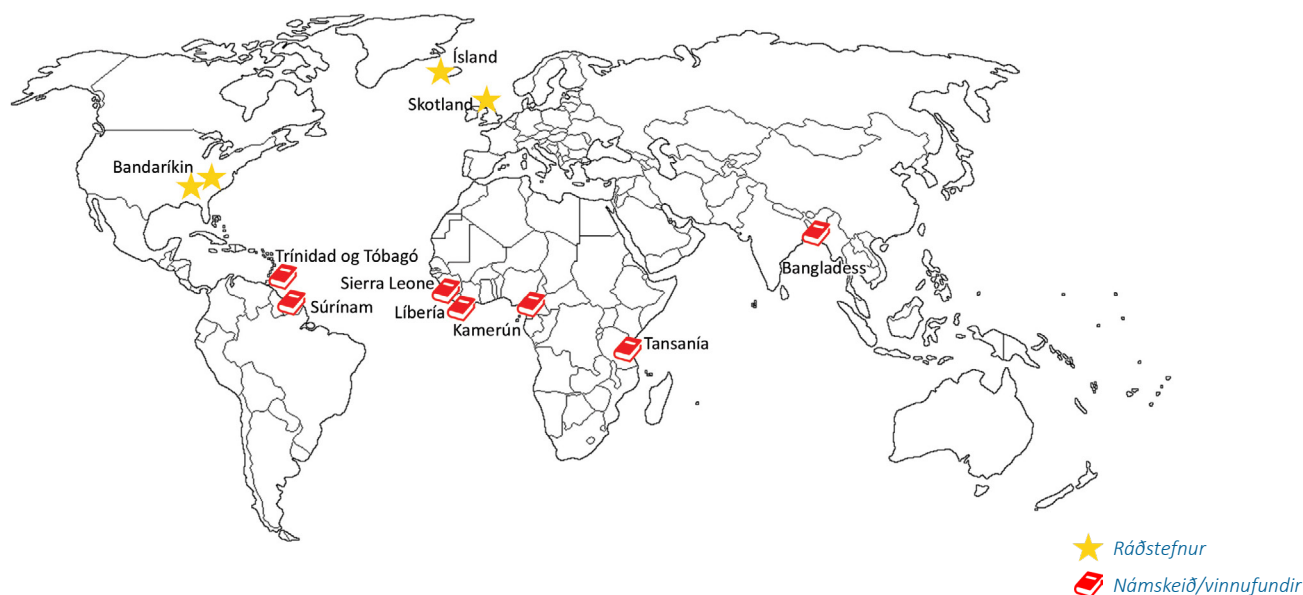 Ísland
Skotland
Bandaríkin
Trínidad og Tóbagó
Sierra Leone
Bangladess
Súrínam
Líbería
Kamerún
Tansanía
Ráðstefnur
Námskeið/vinnufundir